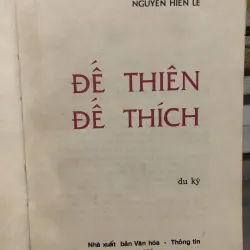 NGUYỄN HIẾN LÊ
ĐẾ THIÊN
ĐẾ THÍCH
du ký
Nhà xuất bản Văn hóa - Thông tin